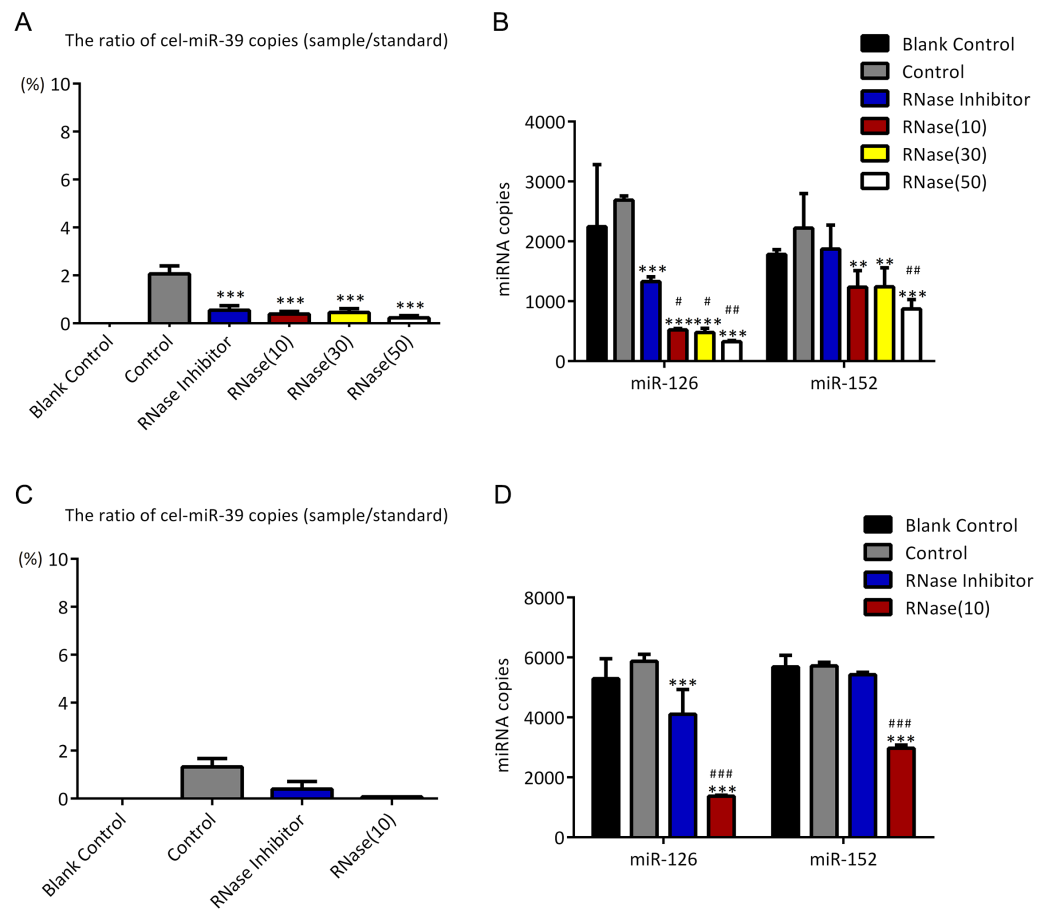 A
The ratio of cel-miR-39 copies (sample/standard)
(%)
10
8
6
4
2
0
***
***
***
***
Blank Control
Control
RNase Inhibitor
RNase(10)
RNase(30)
RNase(50)
B
Blank Control
Control
RNase Inhibitor
RNase(10)
RNase(30)
RNase(50)
miRNA copies
4000
3000
2000
1000
0
***
#
***
#
***
##
***
**
**
##
***
miR-126
miR-152
C
The ratio of cel-miR-39 copies (sample/standard)
(%)
10
8
6
4
2
0
Blank Control
Control
RNase Inhibitor
RNase(10)
D
Blank Control
Control
RNase Inhibitor
RNase(10)
miRNA copies
8000
6000
4000
2000
0
***
###
***
###
***
miR-126
miR-152